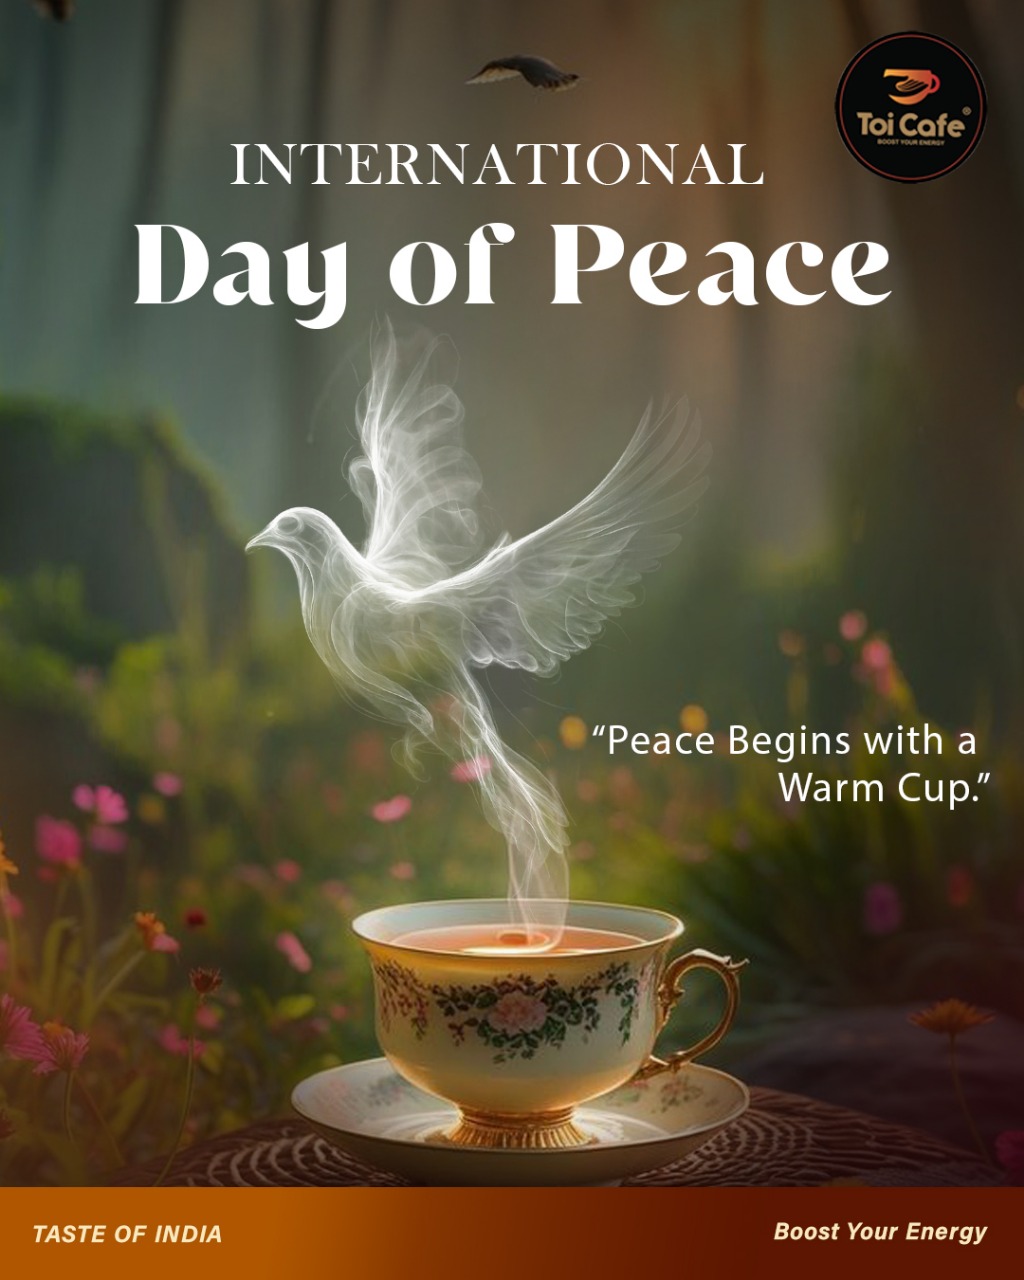 Toi Cafe®
BOOST YOUR ENERGY
INTERNATIONAL
Day of Peace
“Peace Begins with a
Warm Cup.”
TASTE OF INDIA
Boost Your Energy